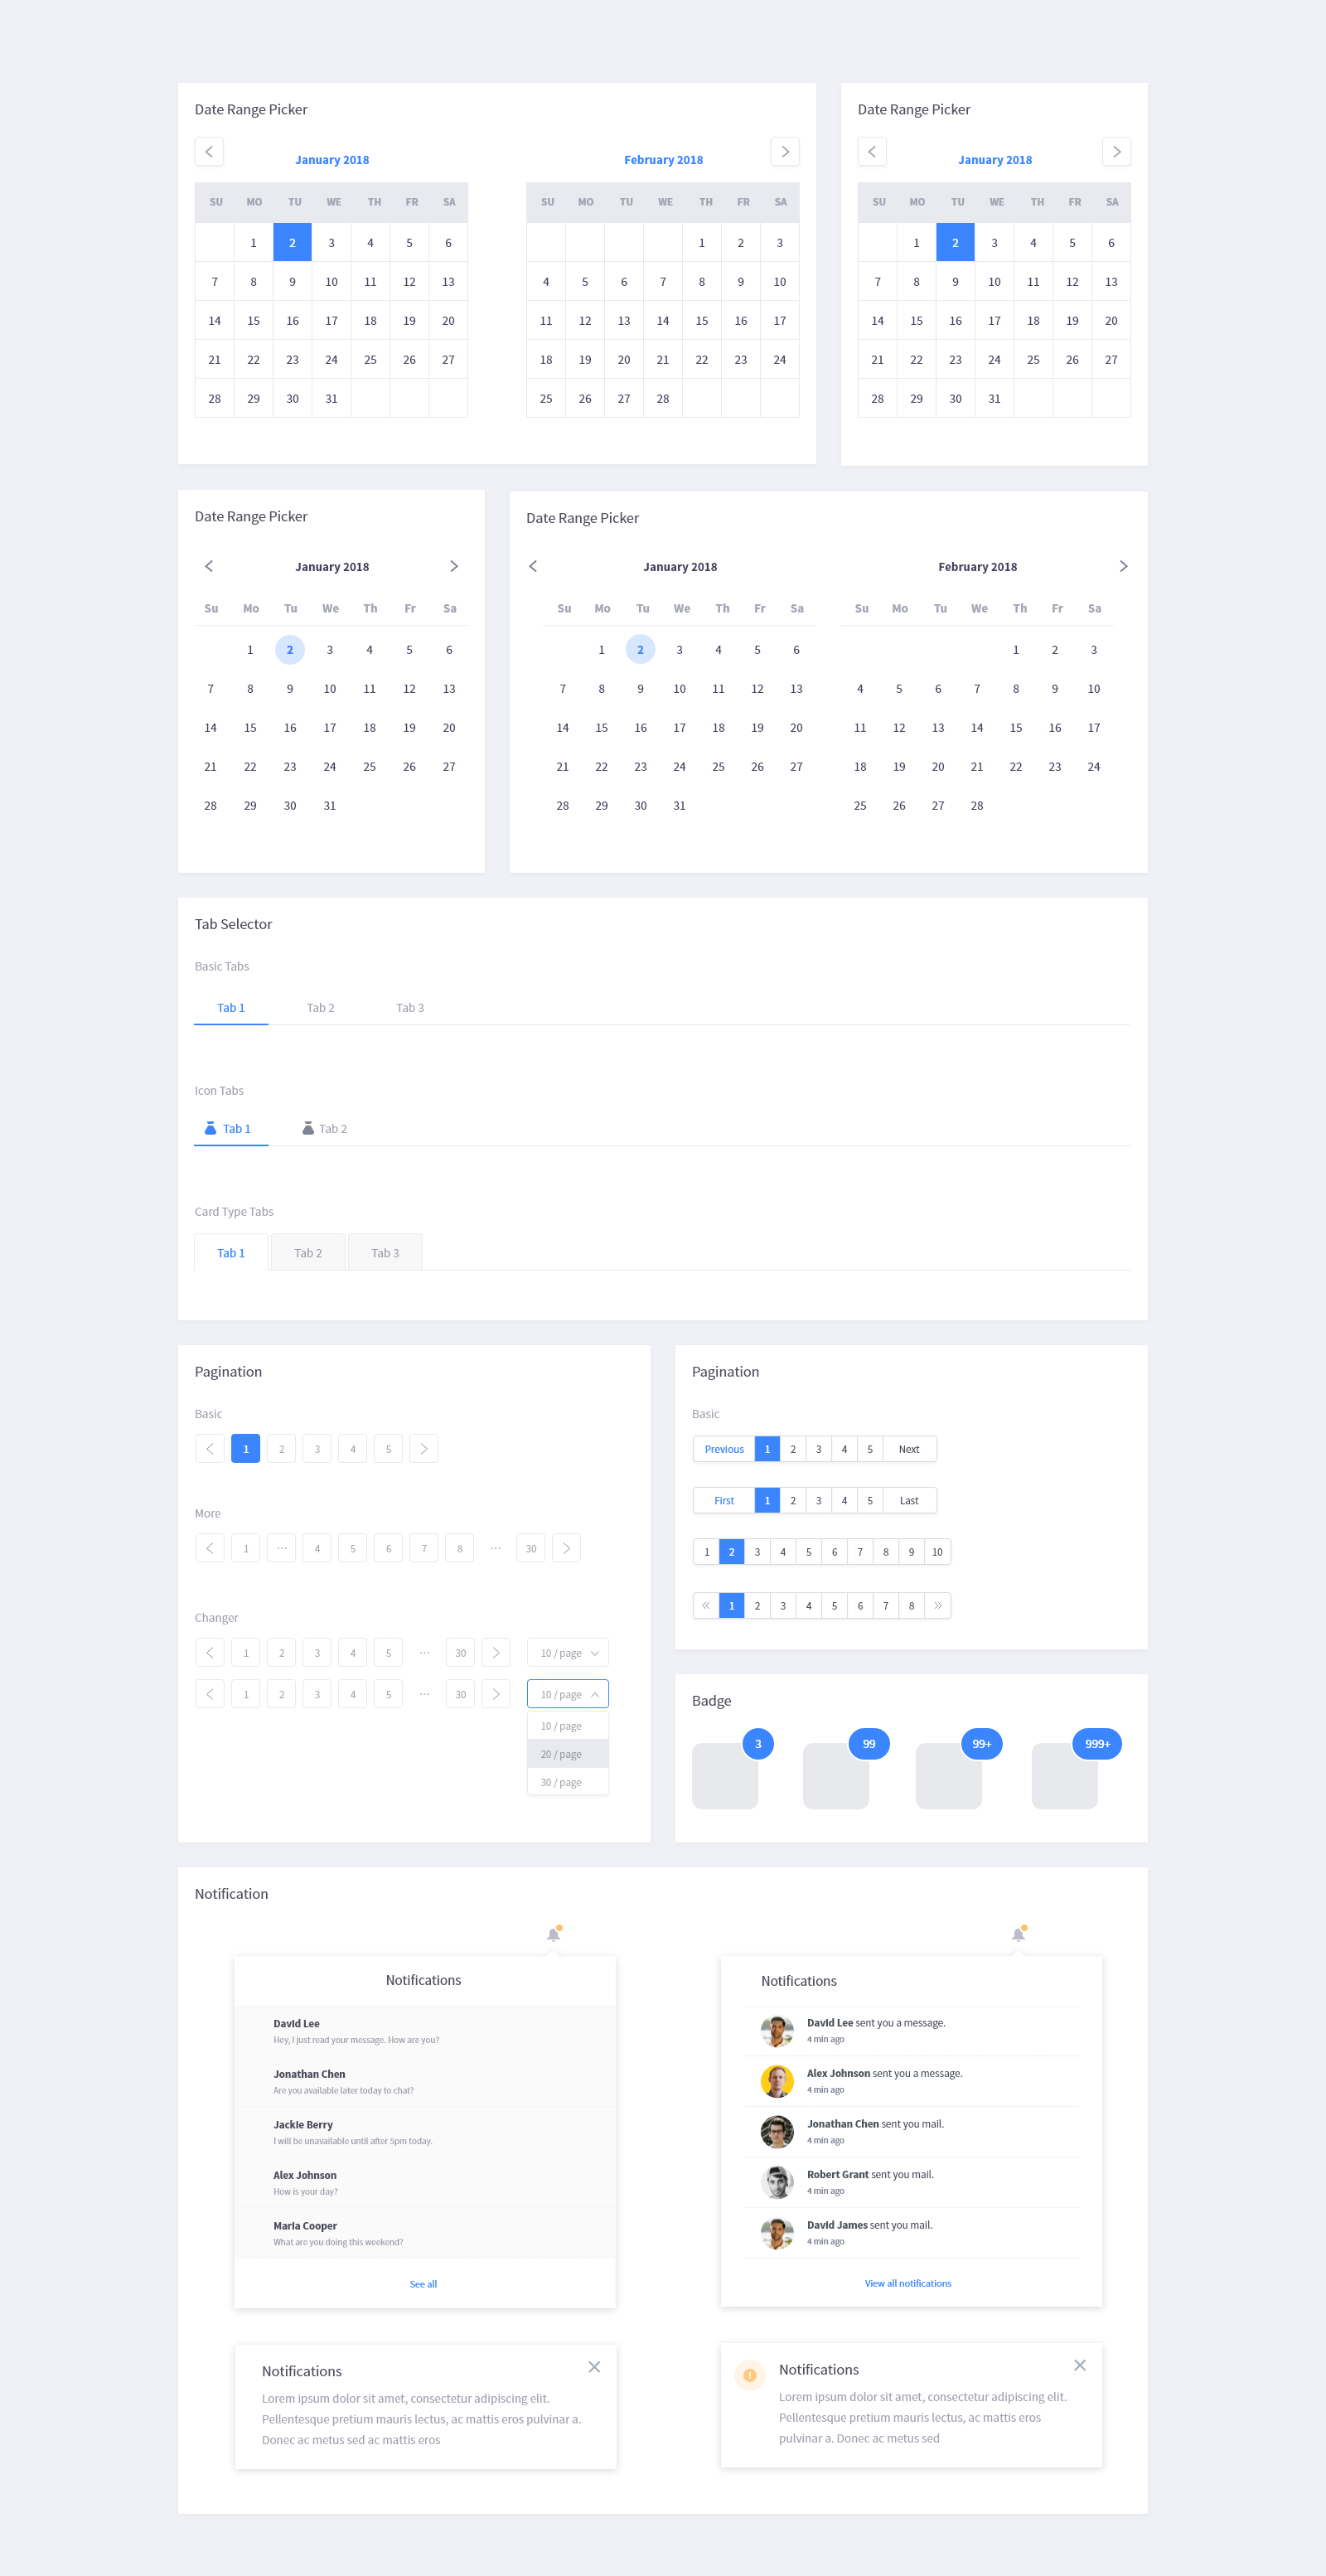 Date Range Picker
January 2018
February 2018
SU MO TU WE TH FR SA
SU MO TU WE TH FR SA
1 2 3 4 5 6
1 2 3
7 8 9 10 11 12 13
4 5 6 7 8 9 10
14 15 16 17 18 19 20
11 12 13 14 15 16 17
21 22 23 24 25 26 27
18 19 20 21 22 23 24
28 29 30 31
25 26 27 28
Date Range Picker
January 2018
SU MO TU WE TH FR SA
1 2 3 4 5 6
7 8 9 10 11 12 13
14 15 16 17 18 19 20
21 22 23 24 25 26 27
28 29 30 31
Date Range Picker
January 2018
Su Mo Tu We Th Fr Sa
1 2 3 4 5 6
7 8 9 10 11 12 13
14 15 16 17 18 19 20
21 22 23 24 25 26 27
28 29 30 31
Date Range Picker
January 2018
February 2018
Su Mo Tu We Th Fr Sa
Su Mo Tu We Th Fr Sa
1 2 3 4 5 6
1 2 3
7 8 9 10 11 12 13
4 5 6 7 8 9 10
14 15 16 17 18 19 20
11 12 13 14 15 16 17
21 22 23 24 25 26 27
18 19 20 21 22 23 24
28 29 30 31
25 26 27 28
Tab Selector
Basic Tabs
Tab 1 Tab 2 Tab 3
Icon Tabs
Tab 1 Tab 2
Card Type Tabs
Tab 1 Tab 2 Tab 3
Pagination
Basic
1 2 3 4 5
More
1 ... 4 5 6 7 8 ... 30
Changer
1 2 3 4 5 ... 30 10 / page
1 2 3 4 5 ... 30 10 / page
10 / page
20 / page
30 / page
Pagination
Basic
Previous 1 2 3 4 5 Next
First 1 2 3 4 5 Last
1 2 3 4 5 6 7 8 9 10
« 1 2 3 4 5 6 7 8 »
Badge
3 99 99+ 999+
Notification
Notifications
David Lee
Hey, I just read your message. How are you?
Jonathan Chen
Are you available later today to chat?
Jackie Berry
I will be unavailable until after 5pm today.
Alex Johnson
How is your day?
Maria Cooper
What are you doing this weekend?
See all
Notifications
David Lee sent you a message.
4 min ago
Alex Johnson sent you a message.
4 min ago
Jonathan Chen sent you mail.
4 min ago
Robert Grant sent you mail.
4 min ago
David James sent you mail.
4 min ago
View all notifications
Notifications
Lorem ipsum dolor sit amet, consectetur adipiscing elit.
Pellentesque pretium mauris lectus, ac mattis eros pulvinar a.
Donec ac metus sed ac mattis eros
!
Notifications
Lorem ipsum dolor sit amet, consectetur adipiscing elit.
Pellentesque pretium mauris lectus, ac mattis eros
pulvinar a. Donec ac metus sed